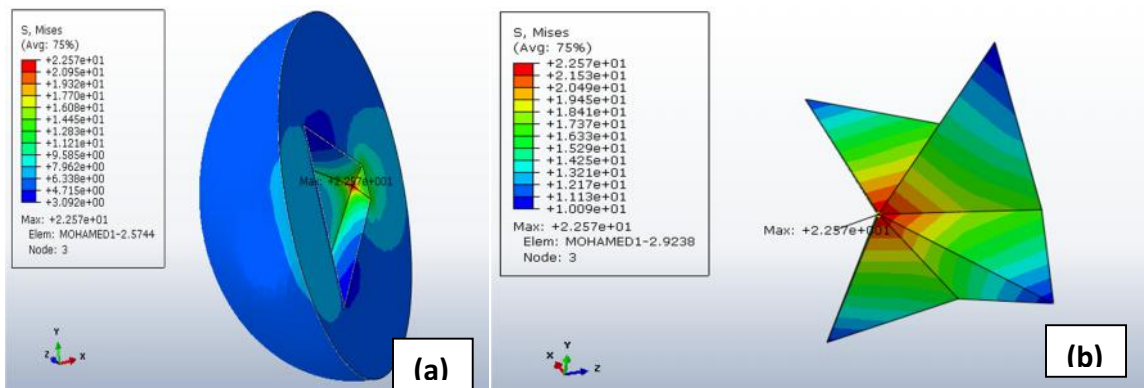 S, Mises
(Avg: 75%)
+2.257e+01
+2.095e+01
+1.932e+01
+1.770e+01
+1.608e+01
+1.445e+01
+1.283e+01
+1.121e+01
+9.585e+00
+7.962e+00
+6.338e+00
+4.715e+00
+3.092e+00
Max: +2.257e+01
Elem: MOHAMED1-2.5744
Node: 3
Max: +2.257e+001
Y
Z X
(a)
S, Mises
(Avg: 75%)
+2.257e+01
+2.153e+01
+2.049e+01
+1.945e+01
+1.841e+01
+1.737e+01
+1.633e+01
+1.529e+01
+1.425e+01
+1.321e+01
+1.217e+01
+1.113e+01
+1.009e+01
Max: +2.257e+01
Elem: MOHAMED1-2.9238
Node: 3
Max: +2.257e+001
Y
X Z
(b)